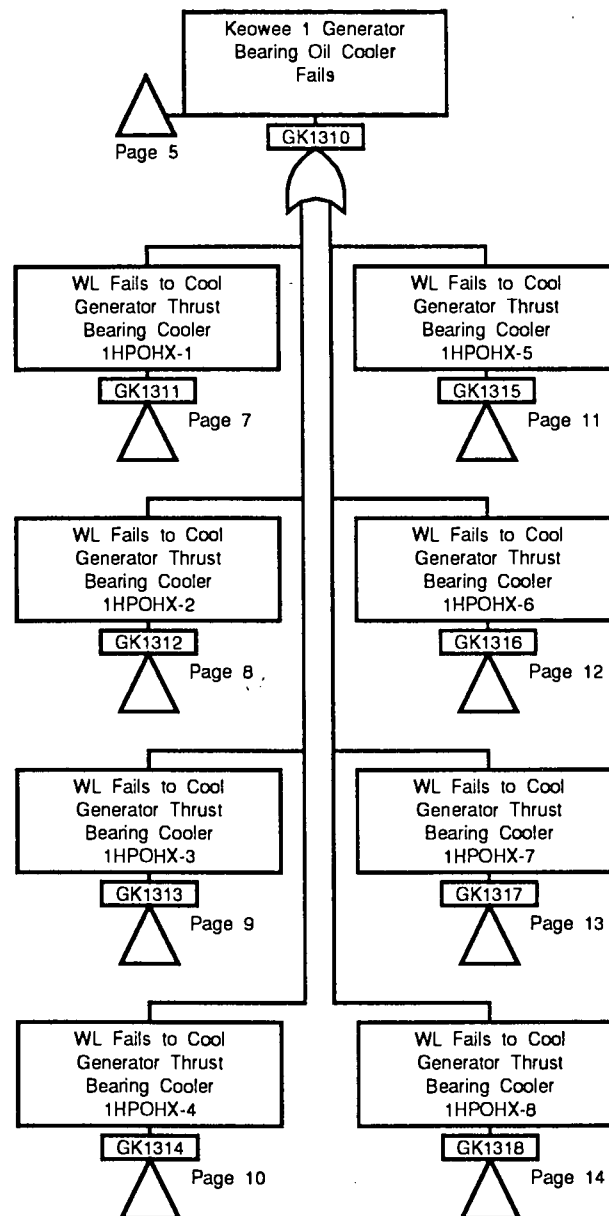 Keowee 1 Generator
Bearing Oil Cooler
Fails
Page 5
GK1310
WL Fails to Cool
Generator Thrust
Bearing Cooler
1HPOHX-1
GK1311
Page 7
WL Fails to Cool
Generator Thrust
Bearing Cooler
1HPOHX-5
GK1315
Page 11
WL Fails to Cool
Generator Thrust
Bearing Cooler
1HPOHX-2
GK1312
Page 8
WL Fails to Cool
Generator Thrust
Bearing Cooler
1HPOHX-6
GK1316
Page 12
WL Fails to Cool
Generator Thrust
Bearing Cooler
1HPOHX-3
GK1313
Page 9
WL Fails to Cool
Generator Thrust
Bearing Cooler
1HPOHX-7
GK1317
Page 13
WL Fails to Cool
Generator Thrust
Bearing Cooler
1HPOHX-4
GK1314
Page 10
WL Fails to Cool
Generator Thrust
Bearing Cooler
1HPOHX-8
GK1318
Page 14